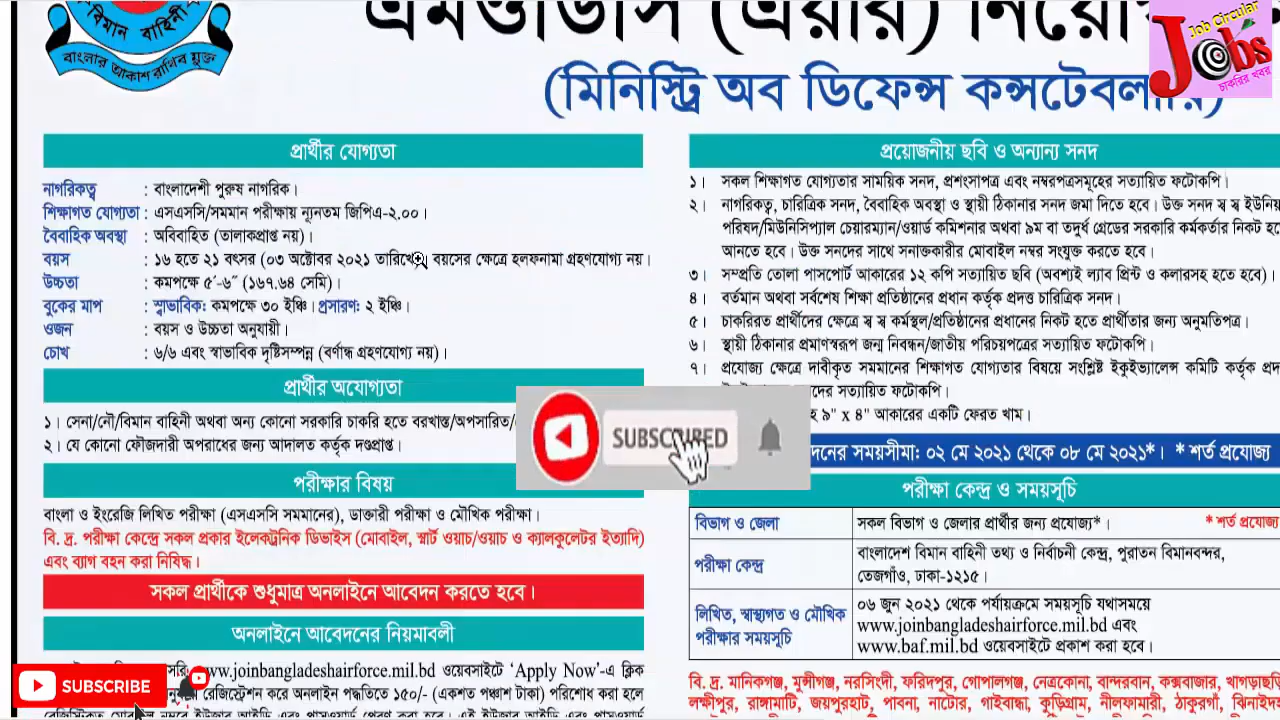 বিমান বাহিনী
বাংলার আকাশ রাখিব মুক্ত
এমওডিসি (এয়ার)
(মিনিস্ট্রি অব ডিফেন্স কন্সটেবলারি)
Job Circular
Jobs
চাকরির খবর
প্রার্থীর যোগ্যতা
নাগরিকত্ব : বাংলাদেশী পুরুষ নাগরিক।
শিক্ষাগত যোগ্যতা : এসএসসি/সমমান পরীক্ষায় ন্যূনতম জিপিএ-২.০০।
বৈবাহিক অবস্থা : অবিবাহিত (তালাকপ্রাপ্ত নয়)।
বয়স : ১৬ হতে ২১ বৎসর (০৩ অক্টোবর ২০২১ তারিখে) বয়সের ক্ষেত্রে হলফনামা গ্রহণযোগ্য নয়।
উচ্চতা : কমপক্ষে ৫´-৬˝ (১৬৭.৬৪ সেমি)।
বুকের মাপ : স্বাভাবিক: কমপক্ষে ৩০ ইঞ্চি। প্রসারণ: ২ ইঞ্চি।
ওজন : বয়স ও উচ্চতা অনুযায়ী।
চোখ : ৬/৬ এবং স্বাভাবিক দৃষ্টিসম্পন্ন (বর্ণান্ধ গ্রহণযোগ্য নয়)।
প্রার্থীর অযোগ্যতা
১। সেনা/নৌ/বিমান বাহিনী অথবা অন্য কোনো সরকারি চাকরি হতে বরখাস্ত/অপসারিত/
২। যে কোনো ফৌজদারী অপরাধের জন্য আদালত কর্তৃক দণ্ডপ্রাপ্ত।
পরীক্ষার বিষয়
বাংলা ও ইংরেজি লিখিত পরীক্ষা (এসএসসি সমমানের), ডাক্তারী পরীক্ষা ও মৌখিক পরীক্ষা।
বি. দ্র. পরীক্ষা কেন্দ্রে সকল প্রকার ইলেকট্রনিক ডিভাইস (মোবাইল, স্মার্ট ওয়াচ/ওয়াচ ও ক্যালকুলেটর ইত্যাদি)
এবং ব্যাগ বহন করা নিষিদ্ধ।
সকল প্রার্থীকে শুধুমাত্র অনলাইনে আবেদন করতে হবে।
অনলাইনে আবেদনের নিয়মাবলী
www.joinbangladeshairforce.mil.bd ওয়েবসাইটে ‘Apply Now’-এ ক্লিক
রেজিস্ট্রেশন করে অনলাইন পদ্ধতিতে ১৫০/- (একশত পঞ্চাশ টাকা) পরিশোধ করা হলে
SUBSCRIBE
SUBSCRIBED
প্রয়োজনীয় ছবি ও অন্যান্য সনদ
১। সকল শিক্ষাগত যোগ্যতার সাময়িক সনদ, প্রশংসাপত্র এবং নম্বরপত্রসমূহের সত্যায়িত ফটোকপি।
২। নাগরিকত্ব, চারিত্রিক সনদ, বৈবাহিক অবস্থা ও স্থায়ী ঠিকানার সনদ জমা দিতে হবে। উক্ত সনদ স্ব স্ব ইউনিয়
পরিষদ/মিউনিসিপ্যাল চেয়ারম্যান/ওয়ার্ড কমিশনার অথবা ৯ম বা তদুর্ধ গ্রেডের সরকারি কর্মকর্তার নিকট হ
আনতে হবে। উক্ত সনদের সাথে সনাক্তকারীর মোবাইল নম্বর সংযুক্ত করতে হবে।
৩। সম্প্রতি তোলা পাসপোর্ট আকারের ১২ কপি সত্যায়িত ছবি (অবশ্যই ল্যাব প্রিন্ট ও কলারসহ হতে হবে)।
৪। বর্তমান অথবা সর্বশেষ শিক্ষা প্রতিষ্ঠানের প্রধান কর্তৃক প্রদত্ত চারিত্রিক সনদ।
৫। চাকরিরত প্রার্থীদের ক্ষেত্রে স্ব স্ব কর্মস্থল/প্রতিষ্ঠানের প্রধানের নিকট হতে প্রার্থীতার জন্য অনুমতিপত্র।
৬। স্থায়ী ঠিকানার প্রমাণস্বরূপ জন্ম নিবন্ধন/জাতীয় পরিচয়পত্রের সত্যায়িত ফটোকপি।
৭। প্রযোজ্য ক্ষেত্রে দাবীকৃত সমমানের শিক্ষাগত যোগ্যতার বিষয়ে সংশ্লিষ্ট ইকুইভ্যালেন্স কমিটি কর্তৃক প্রদ
সত্যায়িত ফটোকপি।
৯" x ৪" আকারের একটি ফেরত খাম।
সময়সীমা: ০২ মে ২০২১ থেকে ০৮ মে ২০২১*। * শর্ত প্রযোজ্য
পরীক্ষা কেন্দ্র ও সময়সূচি
বিভাগ ও জেলা সকল বিভাগ ও জেলার প্রার্থীর জন্য প্রযোজ্য*। * শর্ত প্রযোজ্য
পরীক্ষা কেন্দ্র বাংলাদেশ বিমান বাহিনী তথ্য ও নির্বাচনী কেন্দ্র, পুরাতন বিমানবন্দর,
তেজগাঁও, ঢাকা-১২১৫।
লিখিত, স্বাস্থ্যগত ও মৌখিক পরীক্ষার সময়সূচি ০৬ জুন ২০২১ থেকে পর্যায়ক্রমে সময়সূচি যথাসময়ে
www.joinbangladeshairforce.mil.bd এবং
www.baf.mil.bd ওয়েবসাইটে প্রকাশ করা হবে।
বি. দ্র. মানিকগঞ্জ, মুন্সীগঞ্জ, নরসিংদী, ফরিদপুর, গোপালগঞ্জ, নেত্রকোনা, বান্দরবান, কক্সবাজার, খাগড়াছড়ি
লক্ষীপুর, রাঙ্গামাটি, জয়পুরহাট, পাবনা, নাটোর, গাইবান্ধা, কুড়িগ্রাম, নীলফামারী, ঠাকুরগাঁ, ঝিনাইদ